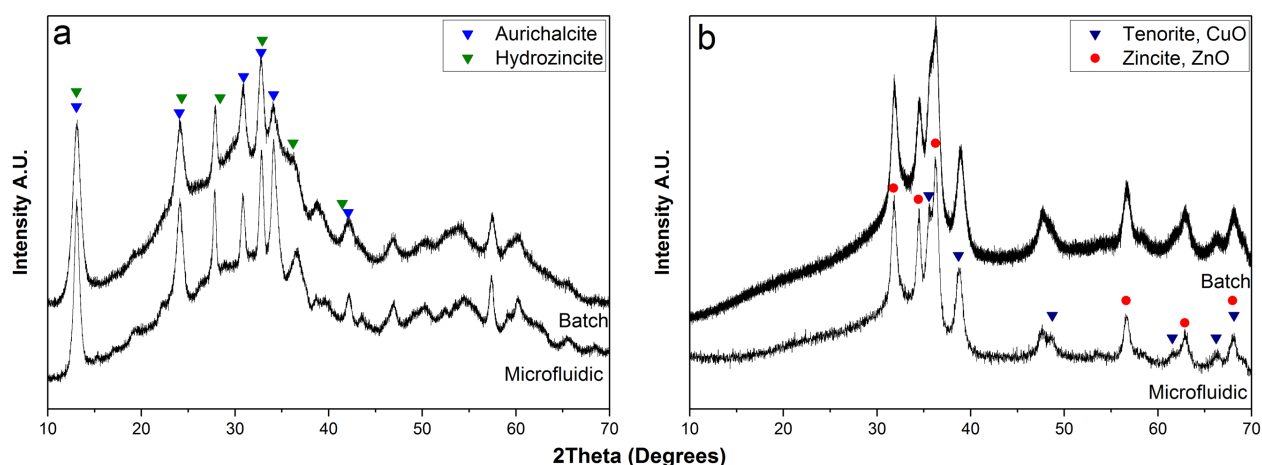 a
Aurichalcite
Hydrozincite
Batch
Microfluidic
Intensity A.U.
10 20 30 40 50 60 70
b
Tenorite, CuO
Zincite, ZnO
Batch
Microfluidic
Intensity A.U.
10 20 30 40 50 60 70
2Theta (Degrees)